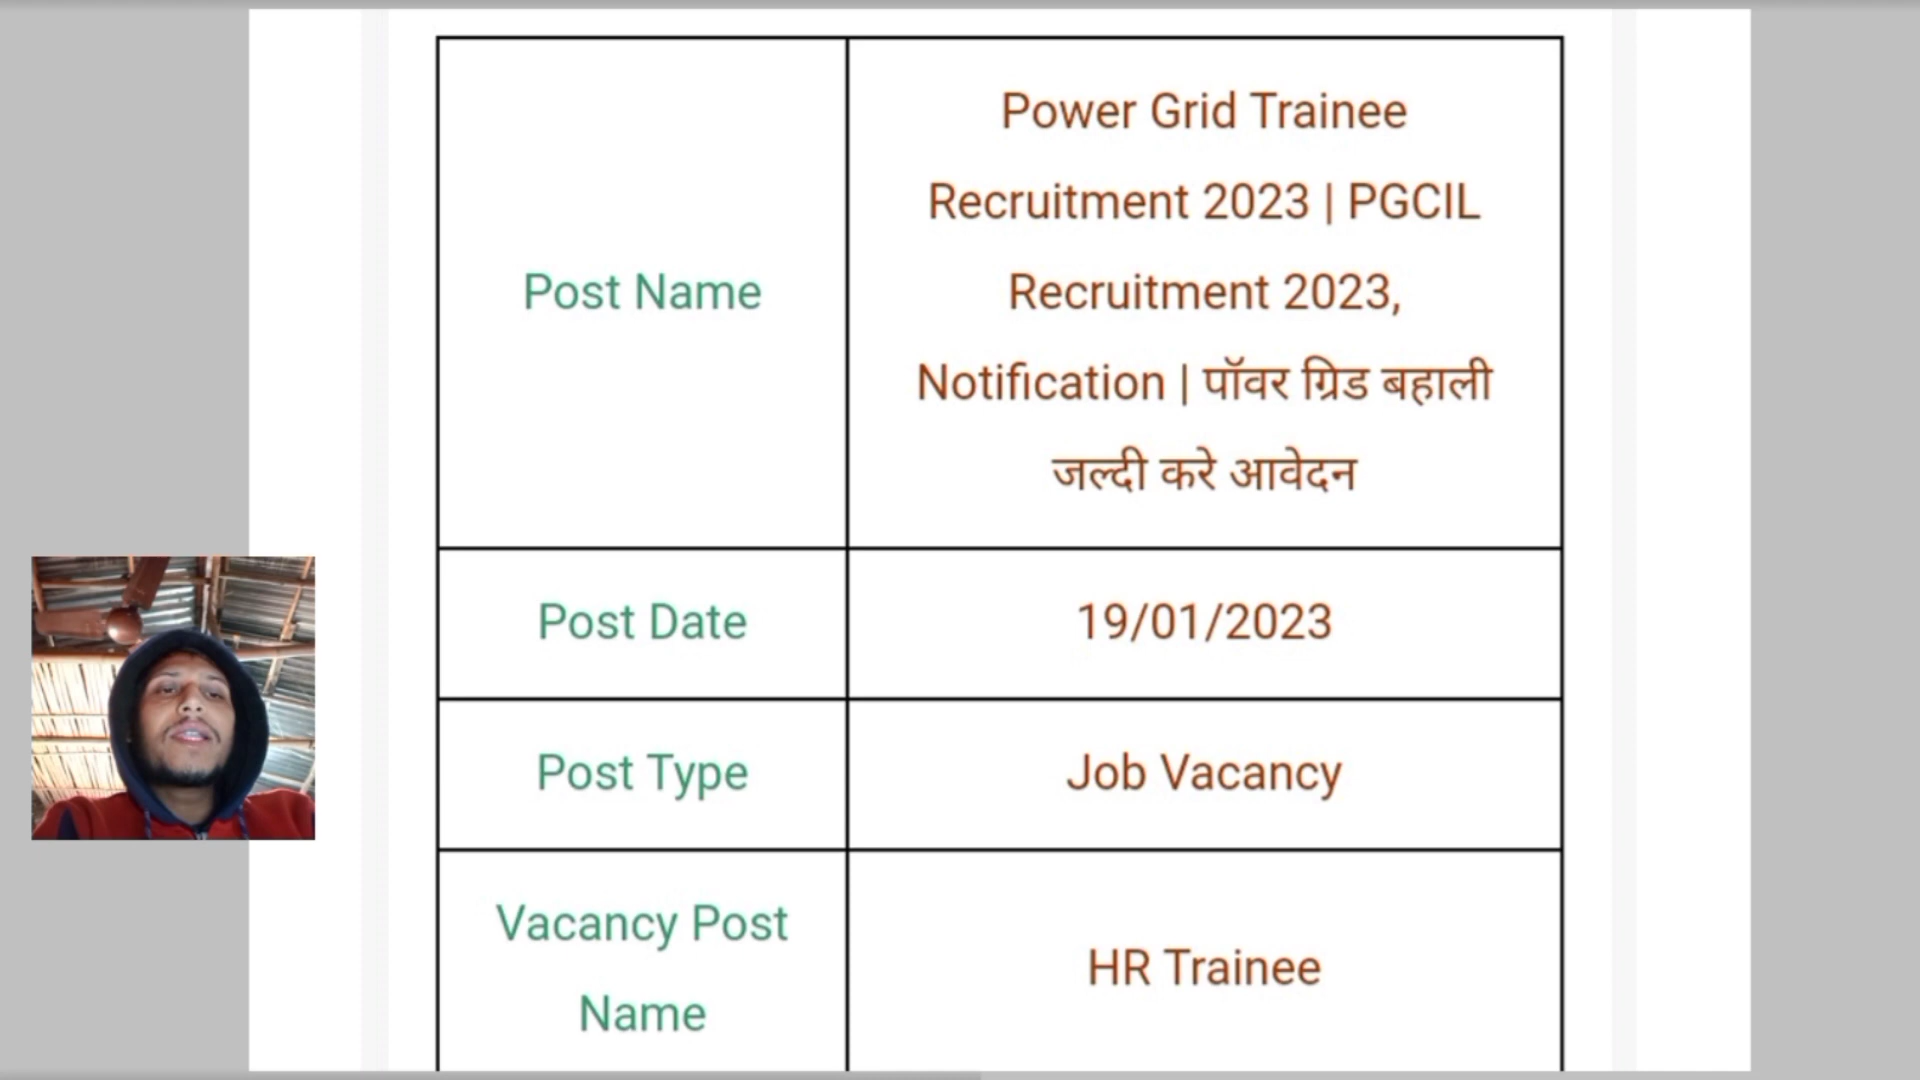 Post Name
Power Grid Trainee
Recruitment 2023 | PGCIL
Recruitment 2023,
Notification | पॉवर ग्रिड बहाली
जल्दी करे आवेदन
Post Date
19/01/2023
Post Type
Job Vacancy
Vacancy Post
Name
HR Trainee